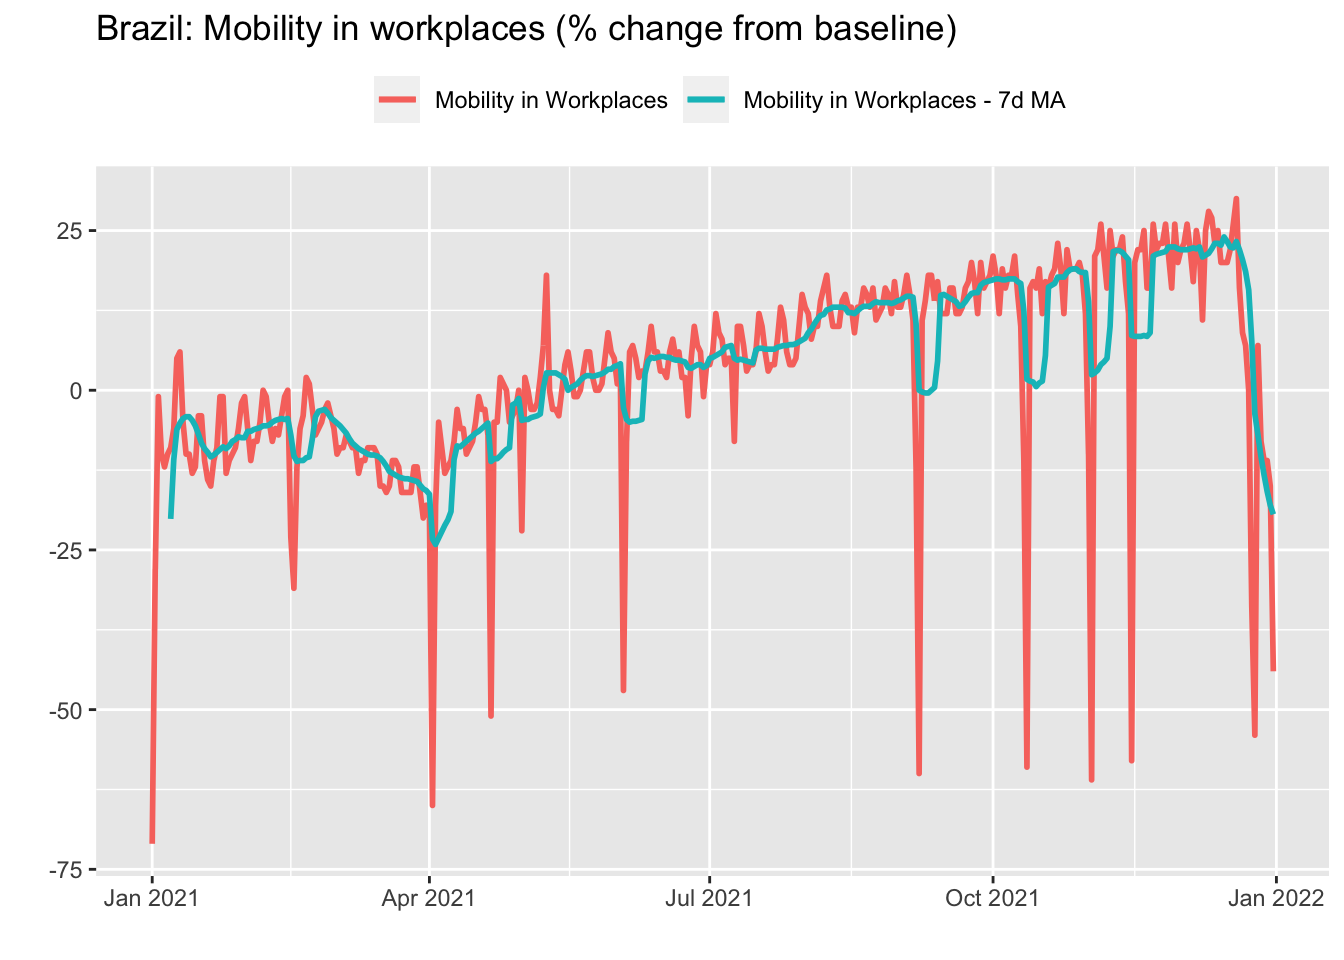 Brazil: Mobility in workplaces (% change from baseline)
Mobility in Workplaces
Mobility in Workplaces - 7d MA
25
0
-25
-50
-75
Jan 2021
Apr 2021
Jul 2021
Oct 2021
Jan 2022